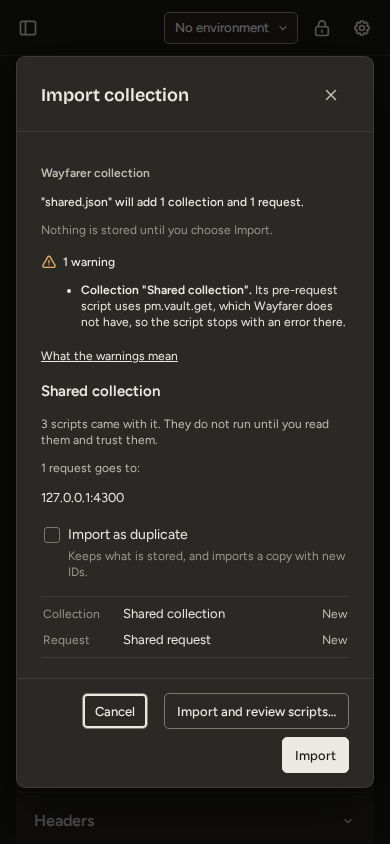 No environment
Import collection
Wayfarer collection
"shared.json" will add 1 collection and 1 request.
Nothing is stored until you choose Import.
1 warning
• Collection "Shared collection". Its pre-request
script uses pm.vault.get, which Wayfarer does
not have, so the script stops with an error there.
What the warnings mean
Shared collection
3 scripts came with it. They do not run until you read
them and trust them.
1 request goes to:
127.0.0.1:4300
Import as duplicate
Keeps what is stored, and imports a copy with new
IDs.
Collection Shared collection New
Request Shared request New
Cancel Import and review scripts...
Import
Headers